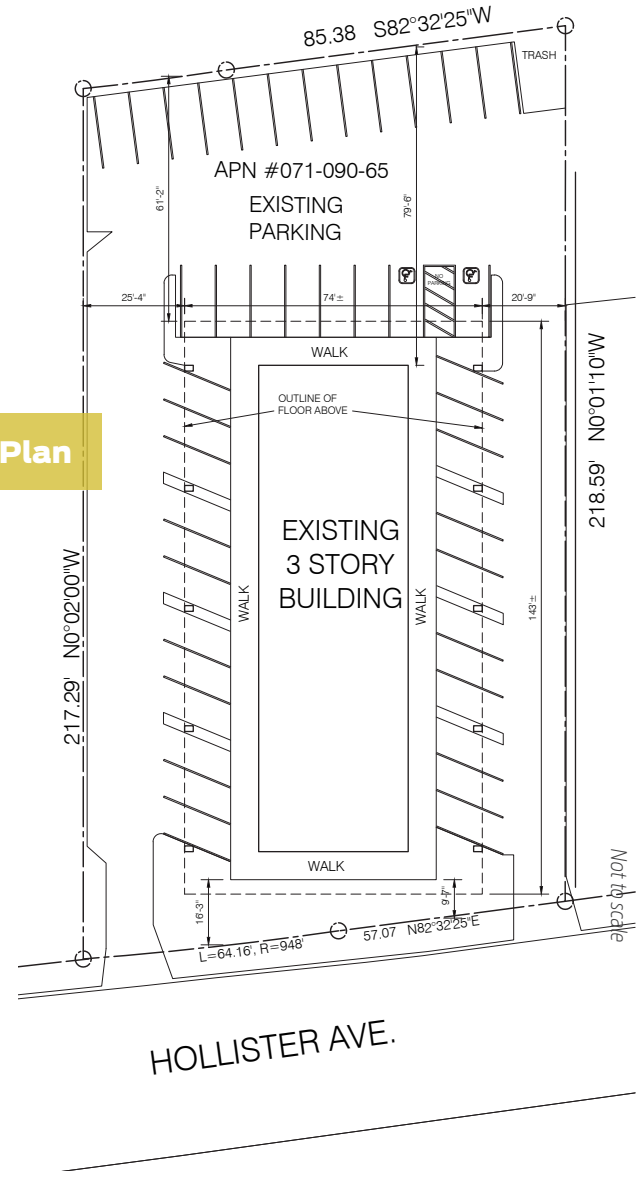 85.38 S82°32'25"W
TRASH
APN #071-090-65
EXISTING
PARKING
61'-2"
79'-6"
NO
PARKING
25'-4"
74'±
20'-9"
WALK
OUTLINE OF
FLOOR ABOVE
218.59' N0°01'10"W
Plan
EXISTING
3 STORY
BUILDING
WALK
WALK
143'±
217.29' N0°02'00"W
WALK
16'-3"
9'-7"
Not to scale
L=64.16', R=948'
57.07 N82°32'25"E
HOLLISTER AVE.